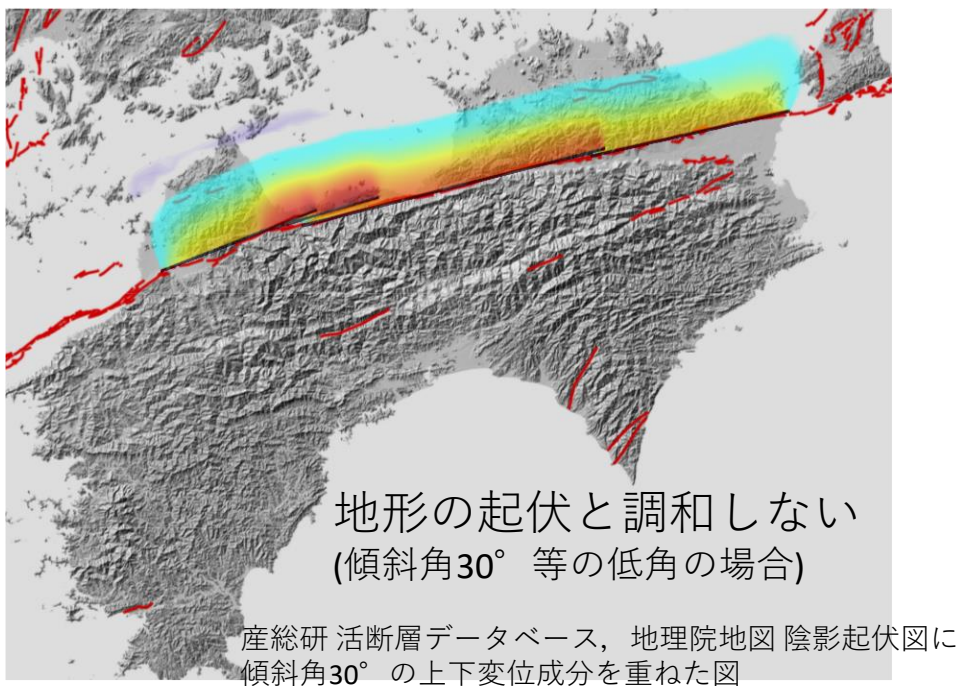 地形の起伏と調和しない
(傾斜角30°等の低角の場合)
産総研 活断層データベース，地理院地図 陰影起伏図に
傾斜角30°の上下変位成分を重ねた図